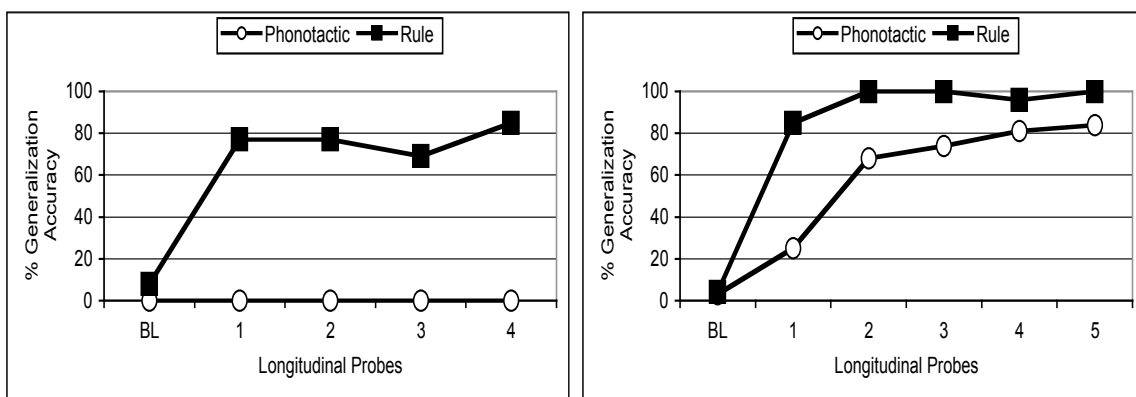 Phonotactic Rule
% Generalization
Accuracy
100
80
60
40
20
0
BL 1 2 3 4
Longitudinal Probes
Phonotactic Rule
% Generalization
Accuracy
100
80
60
40
20
0
BL 1 2 3 4 5
Longitudinal Probes